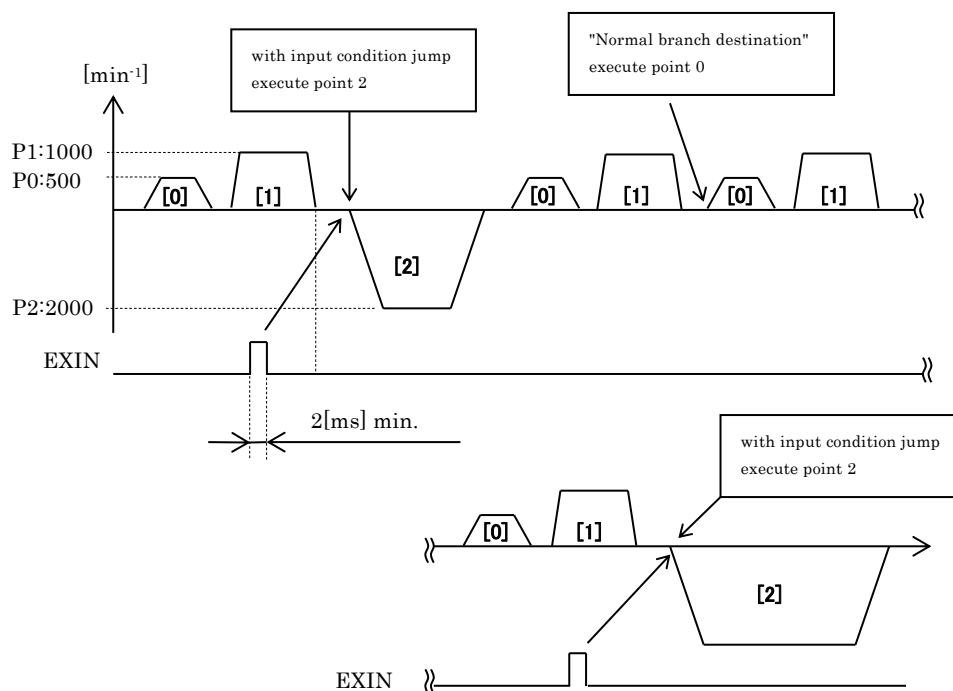 with input condition jump
execute point 2
"Normal branch destination"
execute point 0
[min-1]
P1:1000
P0:500
[0]
[1]
[0]
[1]
[0]
[1]
[2]
P2:2000
EXIN
2[ms] min.
with input condition jump
execute point 2
[0]
[1]
[2]
EXIN